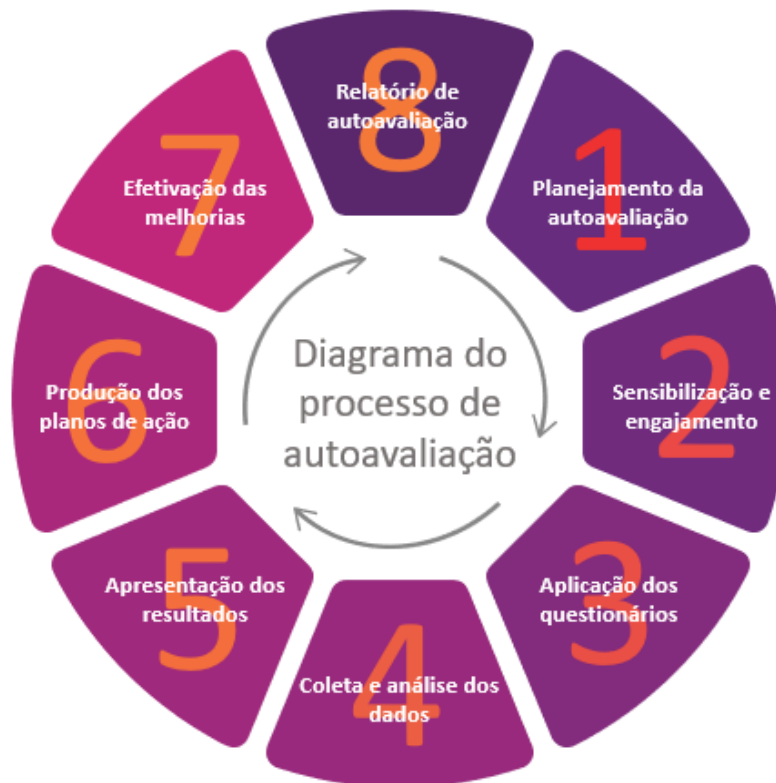 8
Relatório de
autoavaliação
1
Planejamento da
autoavaliação
2
Sensibilização e
engajamento
3
Aplicação dos
questionários
4
Coleta e análise dos
dados
5
Apresentação dos
resultados
6
Produção dos
planos de ação
7
Efetivação das
melhorias
Diagrama do
processo de
autoavaliação